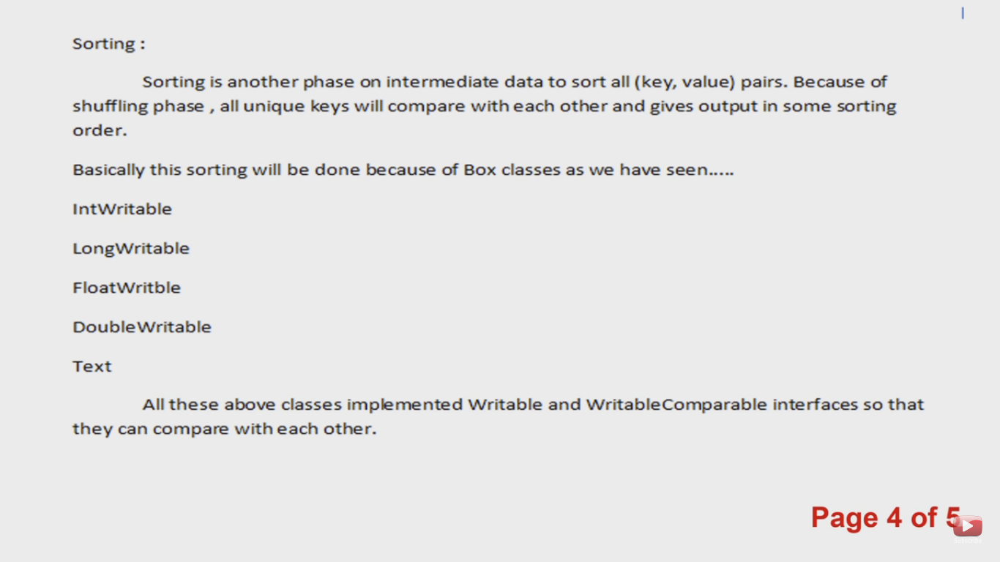 Sorting :
Sorting is another phase on intermediate data to sort all (key, value) pairs. Because of
shuffling phase , all unique keys will compare with each other and gives output in some sorting
order.
Basically this sorting will be done because of Box classes as we have seen.....
IntWritable
LongWritable
FloatWritble
DoubleWritable
Text
All these above classes implemented Writable and WritableComparable interfaces so that
they can compare with each other.
Page 4 of 5